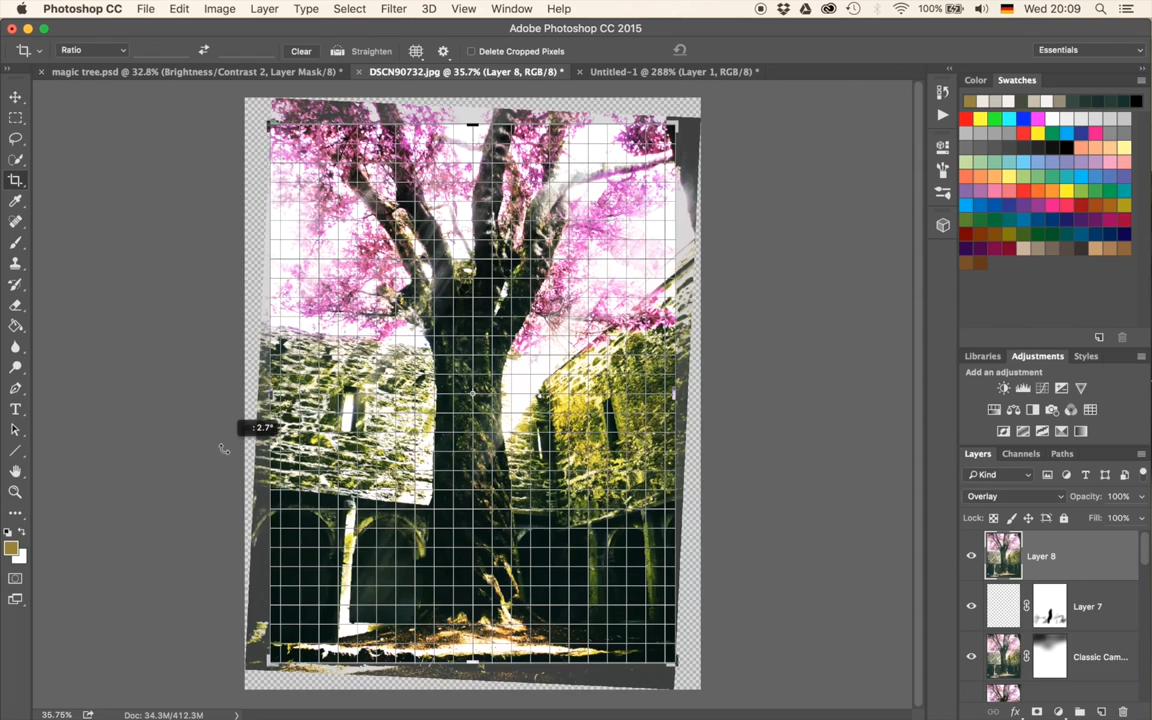 Photoshop CC File Edit Image Layer Type Select Filter 3D View Window Help 100% Wed 20:09
Adobe Photoshop CC 2015
Ratio Clear Straighten Delete Cropped Pixels Essentials
magic tree.psd @ 32.8% (Brightness/Contrast 2, Layer Mask/8) * DSCN90732.jpg @ 35.7% (Layer 8, RGB/8) * Untitled-1 @ 288% (Layer 1, RGB/8) *
Color Swatches
Libraries Adjustments Styles
Add an adjustment
: 2.7°
Layers Channels Paths
Kind
Overlay Opacity: 100%
Lock: Fill: 100%
Layer 8
Layer 7
Classic Cam...
35.75% Doc: 34.3M/412.3M